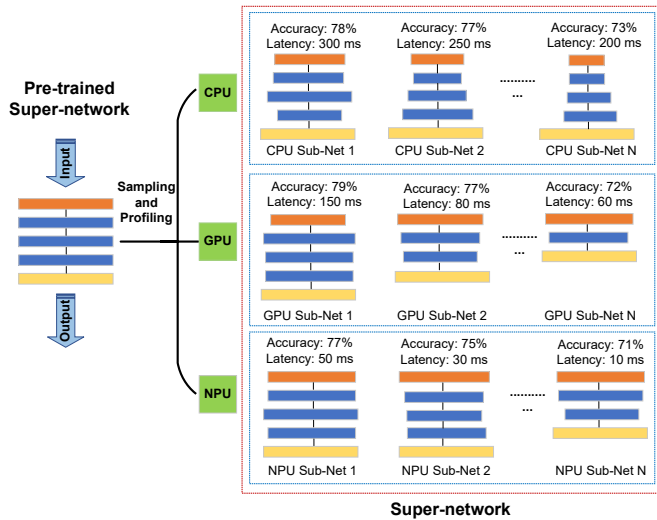 Pre-trained
Super-network
Input
Output
Sampling
and
Profiling
CPU
GPU
NPU
Accuracy: 78%
Latency: 300 ms
CPU Sub-Net 1
Accuracy: 77%
Latency: 250 ms
CPU Sub-Net 2
..........
...
Accuracy: 73%
Latency: 200 ms
CPU Sub-Net N
Accuracy: 79%
Latency: 150 ms
GPU Sub-Net 1
Accuracy: 77%
Latency: 80 ms
GPU Sub-Net 2
..........
...
Accuracy: 72%
Latency: 60 ms
GPU Sub-Net N
Accuracy: 77%
Latency: 50 ms
NPU Sub-Net 1
Accuracy: 75%
Latency: 30 ms
NPU Sub-Net 2
..........
...
Accuracy: 71%
Latency: 10 ms
NPU Sub-Net N
Super-network